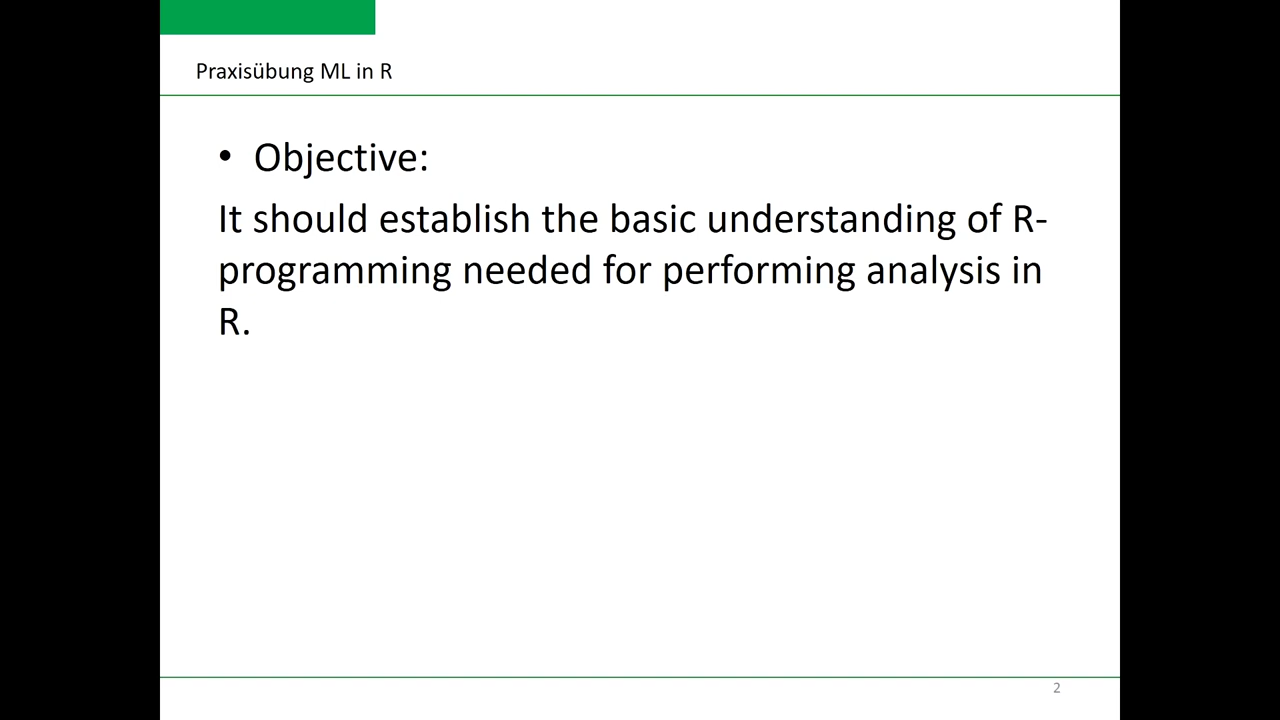 Praxisübung ML in R
• Objective:
It should establish the basic understanding of R-
programming needed for performing analysis in
R.
2